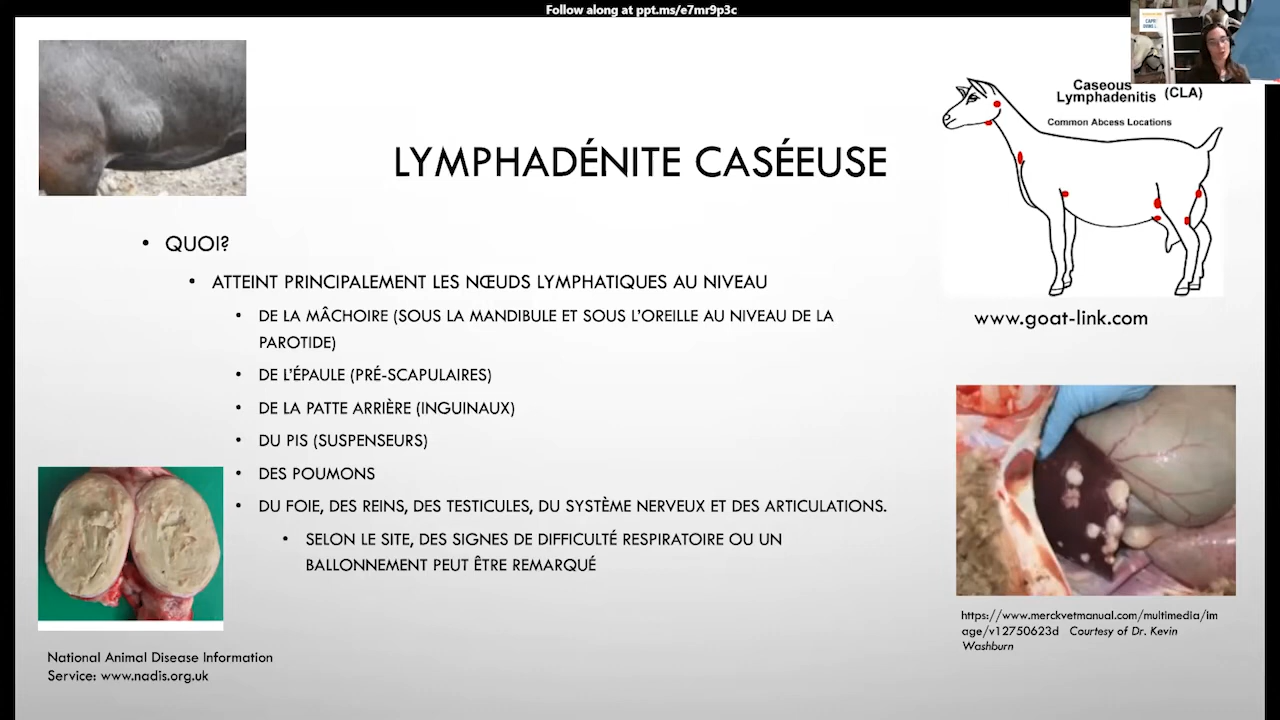 Follow along at ppt.ms/e7mr9p3c
Caseous
Lymphadenitis (CLA)
Common Abcess Locations
LYMPHADÉNITE CASÉEUSE
• QUOI?
• ATTEINT PRINCIPALEMENT LES NŒUDS LYMPHATIQUES AU NIVEAU
• DE LA MÂCHOIRE (SOUS LA MANDIBULE ET SOUS L'OREILLE AU NIVEAU DE LA
PAROTIDE)
• DE L'ÉPAULE (PRÉ-SCAPULAIRES)
• DE LA PATTE ARRIÈRE (INGUINAUX)
• DU PIS (SUSPENSEURS)
• DES POUMONS
• DU FOIE, DES REINS, DES TESTICULES, DU SYSTÈME NERVEUX ET DES ARTICULATIONS.
• SELON LE SITE, DES SIGNES DE DIFFICULTÉ RESPIRATOIRE OU UN
BALLONNEMENT PEUT ÊTRE REMARQUÉ
www.goat-link.com
https://www.merckvetmanual.com/multimedia/im
age/v12750623d Courtesy of Dr. Kevin
Washburn
National Animal Disease Information
Service: www.nadis.org.uk